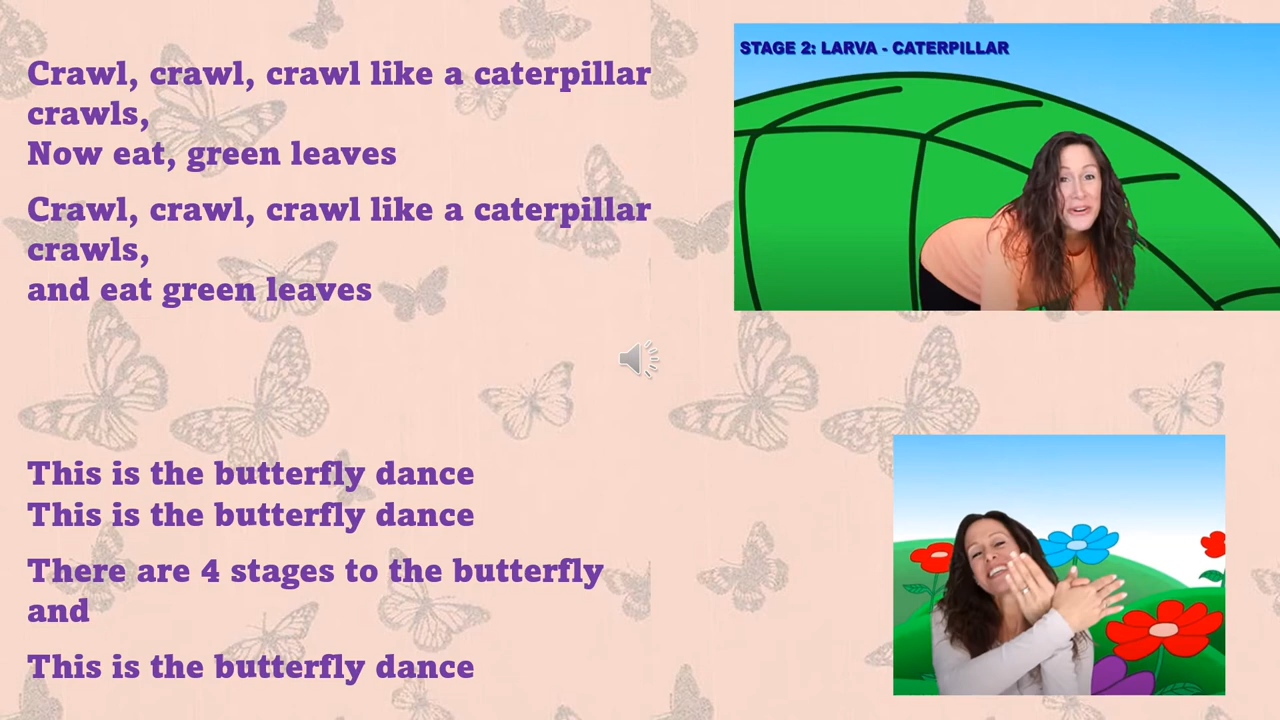 Crawl, crawl, crawl like a caterpillar
crawls,
Now eat, green leaves
Crawl, crawl, crawl like a caterpillar
crawls,
and eat green leaves
This is the butterfly dance
This is the butterfly dance
There are 4 stages to the butterfly
and
This is the butterfly dance
STAGE 2: LARVA - CATERPILLAR